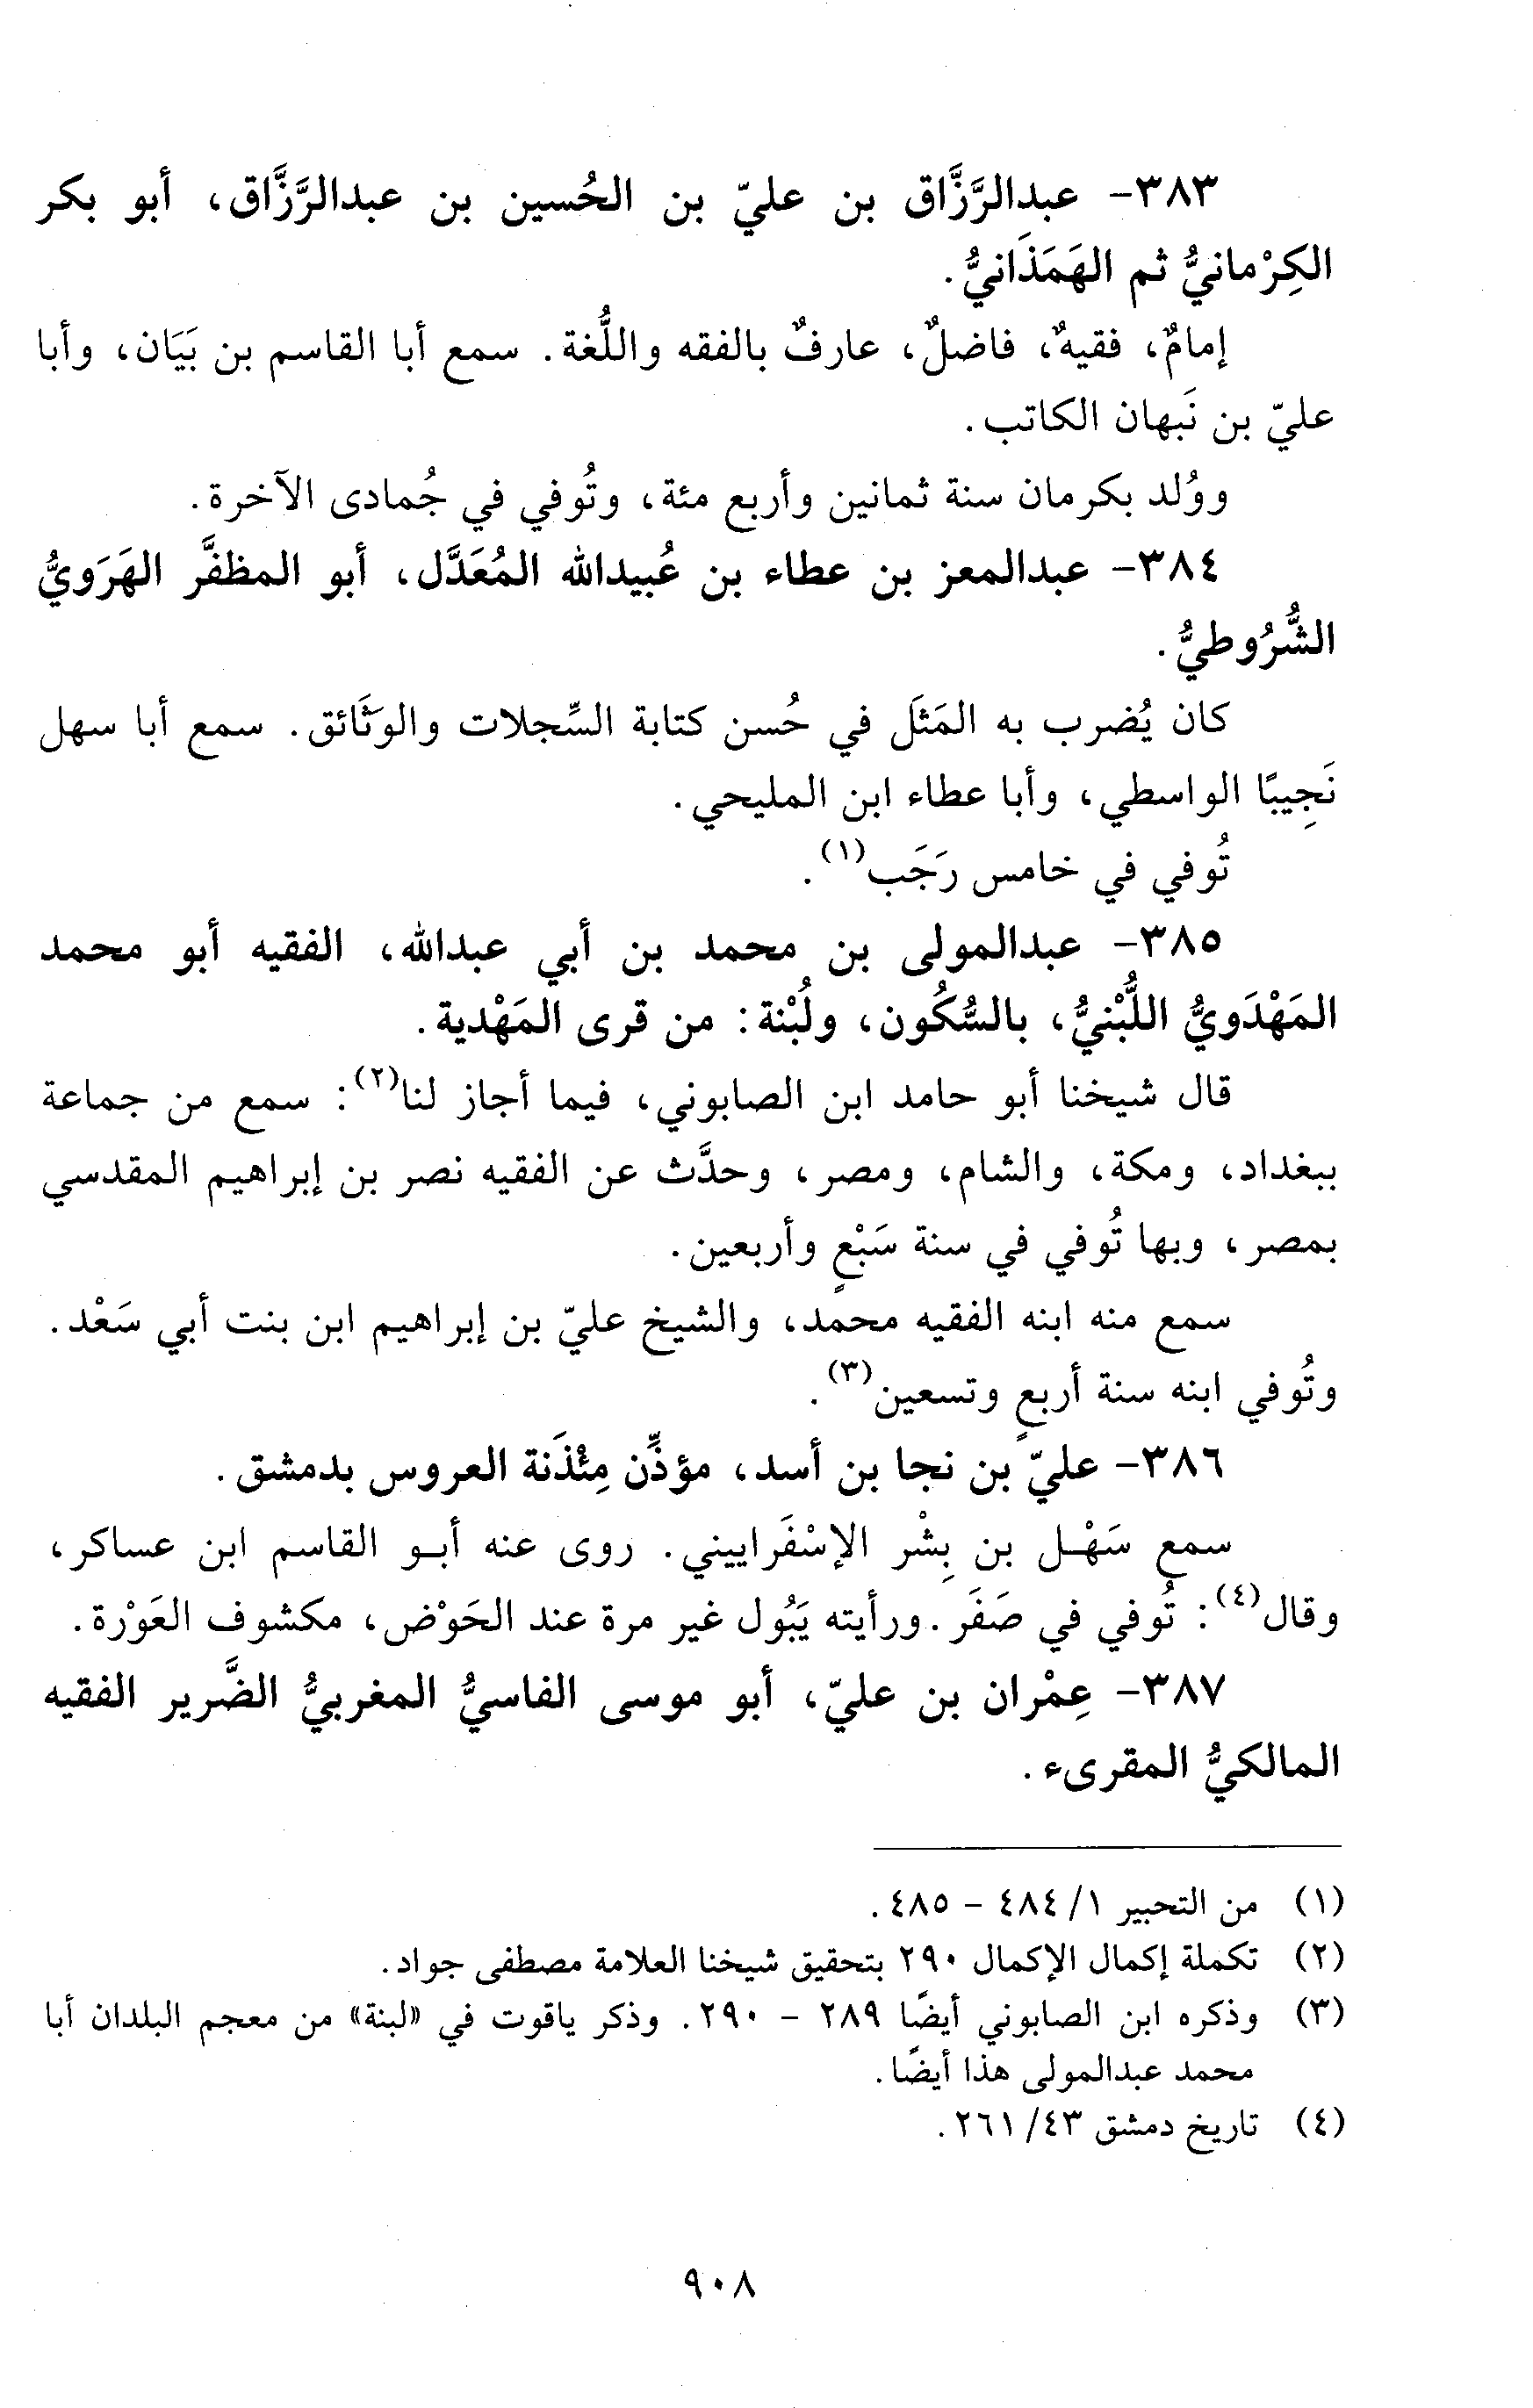 ٣٨٣- عبدالرَّزَّاق بن عليّ بن الحُسين بن عبدالرَّزَّاق، أبو بكر
الكِرْمانيُّ ثم الهَمَذَانيُّ.
إمامٌ، فقيهٌ، فاضلٌ، عارفٌ بالفقه واللُّغة. سمع أبا القاسم بن بَيَان، وأبا
عليّ بن نَبهان الكاتب.
ووُلد بكرمان سنة ثمانين وأربع مئة، وتُوفي في جُمادى الآخرة.
٣٨٤- عبدالمعز بن عطاء بن عُبيدالله المُعَدَّل، أبو المظفَّر الهَرَويُّ
الشُّرُوطيُّ.
كان يُضرب به المَثَل في حُسن كتابة السِّجلات والوَثَائق. سمع أبا سهل
نَجِيبًا الواسطي، وأبا عطاء ابن المليحي.
تُوفي في خامس رَجَب(١).
٣٨٥- عبدالمولى بن محمد بن أبي عبدالله، الفقيه أبو محمد
المَهْدَويُّ اللُّبْنيُّ، بالسُّكُون، ولُبْنة: من قرى المَهْدية.
قال شيخنا أبو حامد ابن الصابوني، فيما أجاز لنا(٢): سمع من جماعة
ببغداد، ومكة، والشام، ومصر، وحدَّث عن الفقيه نصر بن إبراهيم المقدسي
بمصر، وبها تُوفي في سنة سَبْعٍ وأربعين.
سمع منه ابنه الفقيه محمد، والشيخ عليّ بن إبراهيم ابن بنت أبي سَعْد.
وتُوفي ابنه سنة أربعٍ وتسعين(٣).
٣٨٦- عليّ بن نجا بن أسد، مؤذِّن مِئْذَنة العروس بدمشق.
سمع سَهْل بن بِشْر الإسْفَراييني. روى عنه أبو القاسم ابن عساكر،
وقال(٤): تُوفي في صَفَر. ورأيته يَبُول غير مرة عند الحَوْض، مكشوف العَوْرة.
٣٨٧- عِمْران بن عليّ، أبو موسى الفاسيُّ المغربيُّ الضَّرير الفقيه
المالكيُّ المقرىء.
(١) من التحبير ١/ ٤٨٤ - ٤٨٥.
(٢) تكملة إكمال الإكمال ٢٩٠ بتحقيق شيخنا العلامة مصطفى جواد.
(٣) وذكره ابن الصابوني أيضًا ٢٨٩ - ٢٩٠. وذكر ياقوت في «لبنة» من معجم البلدان أبا
محمد عبدالمولى هذا أيضًا.
(٤) تاريخ دمشق ٤٣/ ٢٦١.
٩٠٨